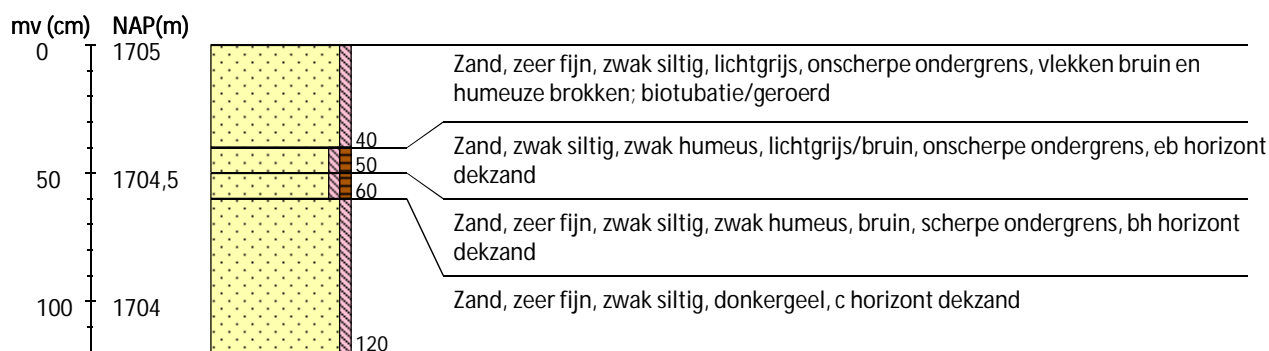 mv (cm) NAP(m)
0 1705
Zand, zeer fijn, zwak siltig, lichtgrijs, onscherpe ondergrens, vlekken bruin en
humeuze brokken; biotubatie/geroerd
40
Zand, zwak siltig, zwak humeus, lichtgrijs/bruin, onscherpe ondergrens, eb horizont
dekzand
50
50 1704,5
60
Zand, zeer fijn, zwak siltig, zwak humeus, bruin, scherpe ondergrens, bh horizont
dekzand
100 1704
Zand, zeer fijn, zwak siltig, donkergeel, c horizont dekzand
120